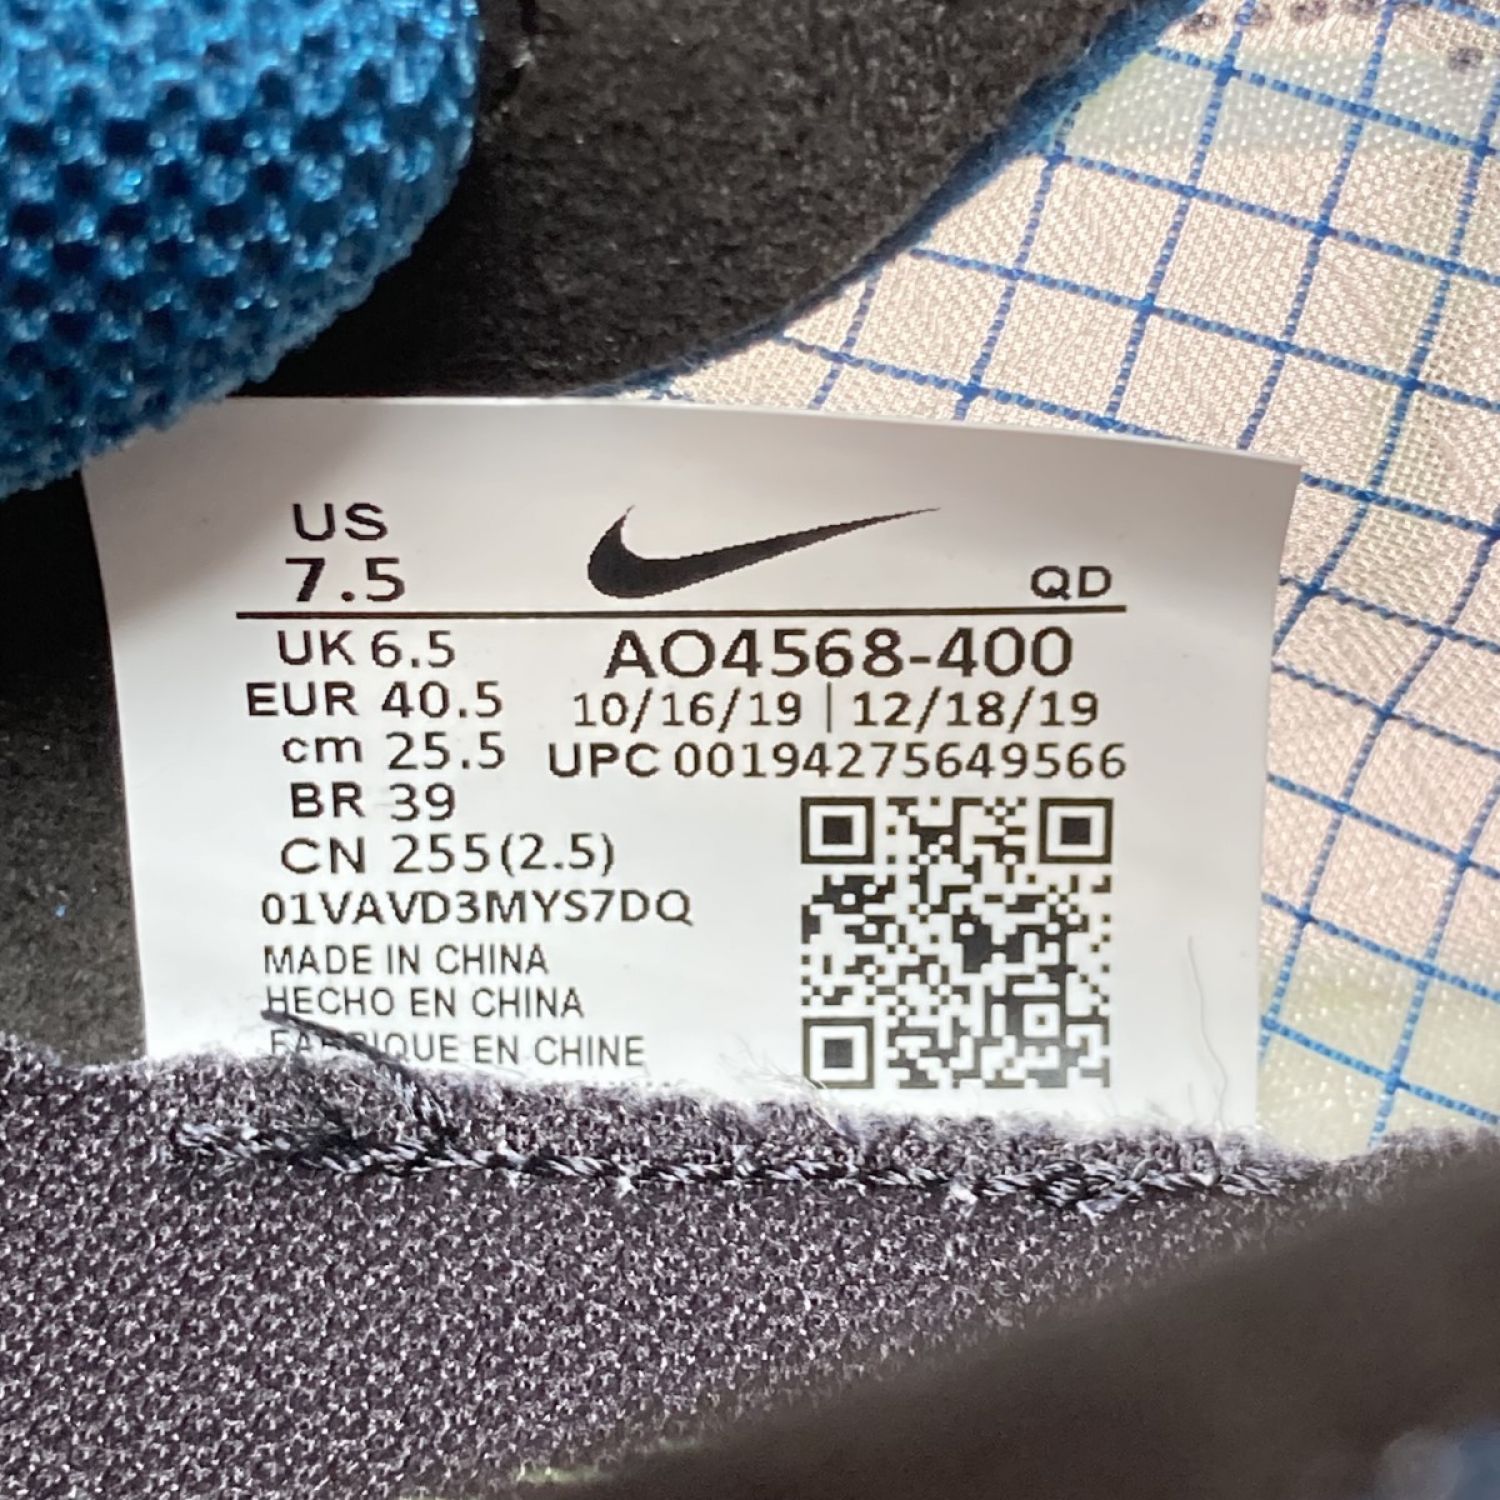 US
7.5
QD
UK 6.5
AO4568-400
EUR 40.5
10/16/19 | 12/18/19
cm 25.5
UPC 00194275649566
BR 39
CN 255(2.5)
01VAVD3MYS7DQ
MADE IN CHINA
HECHO EN CHINA
FABRIQUE EN CHINE